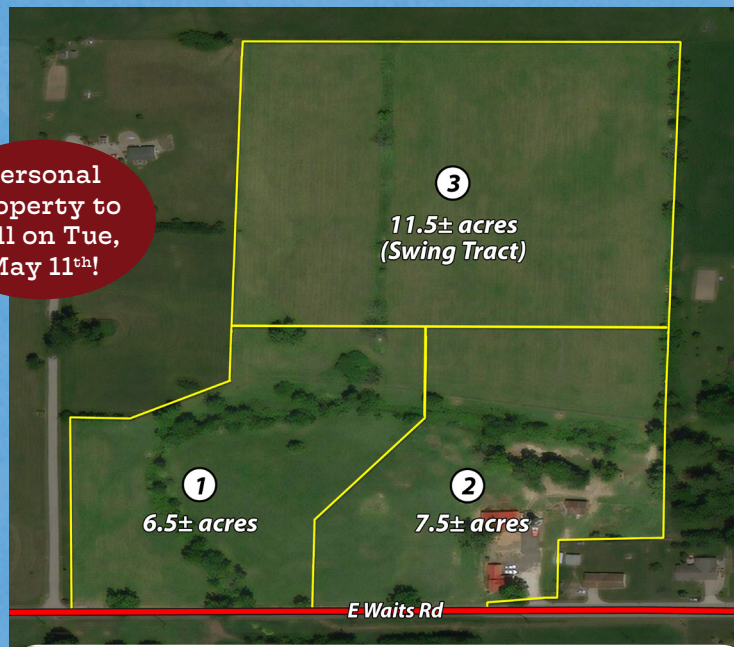 ersonal
operty to
ll on Tue,
May 11th!
3
11.5± acres
(Swing Tract)
1
6.5± acres
2
7.5± acres
E Waits Rd